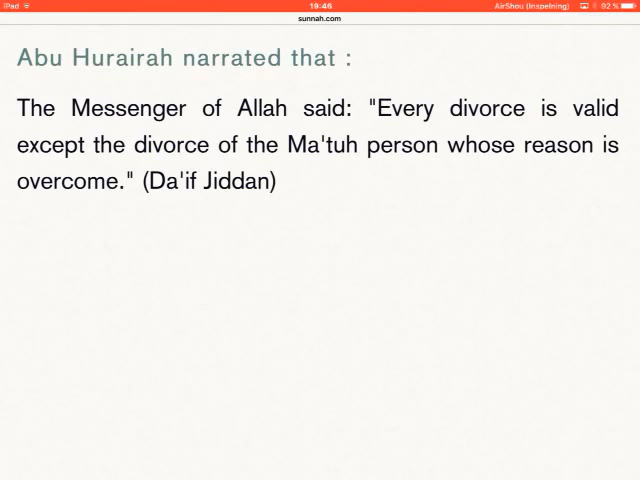 iPad 19:46 AirShou (Inspelning) 92 %
sunnah.com
Abu Hurairah narrated that :
The Messenger of Allah said: "Every divorce is valid
except the divorce of the Ma'tuh person whose reason is
overcome." (Da'if Jiddan)